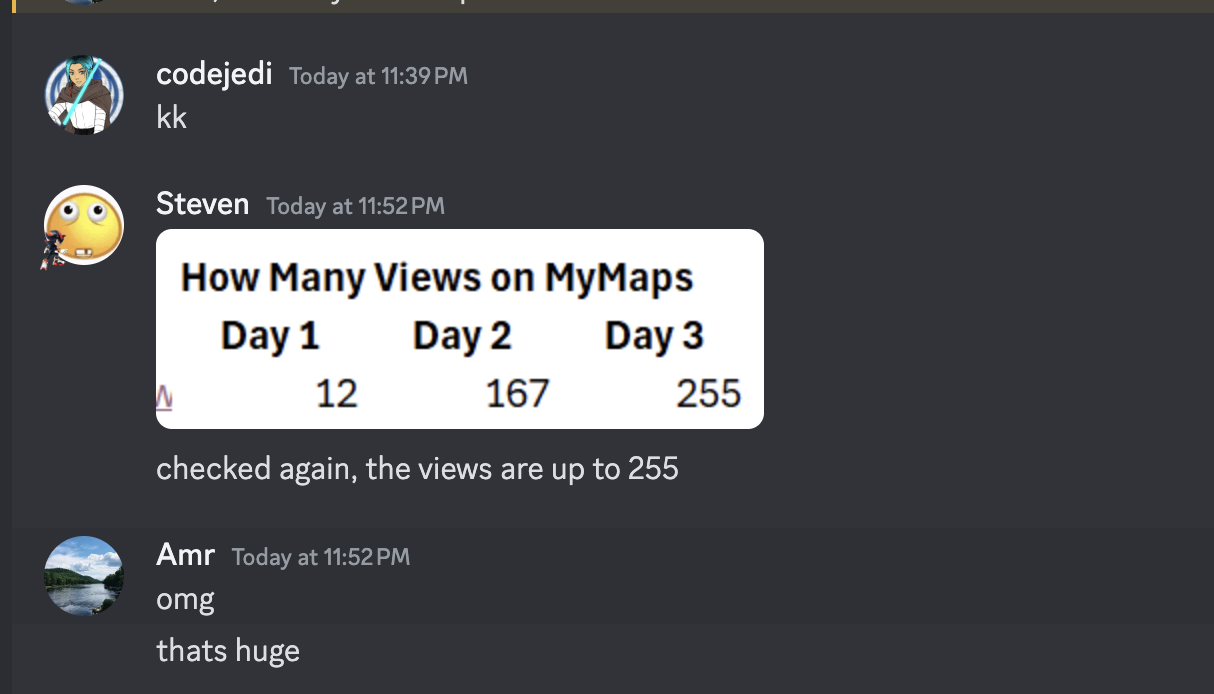 codejedi Today at 11:39 PM
kk
Steven Today at 11:52 PM
How Many Views on MyMaps
Day 1 Day 2 Day 3
12 167 255
checked again, the views are up to 255
Amr Today at 11:52 PM
omg
thats huge